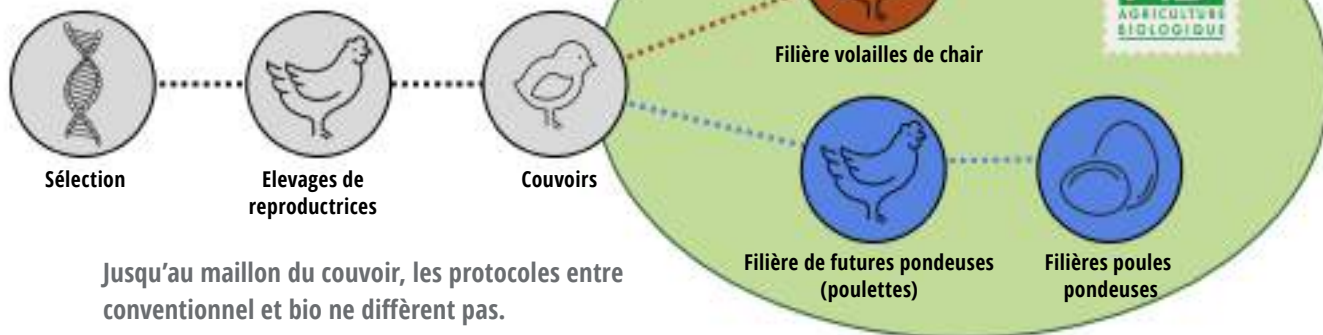 AGRICULTURE
BIOLOGIQUE
Filière volailles de chair
Sélection
Elevages de
reproductrices
Couvoirs
Filière de futures pondeuses
(poulettes)
Filières poules
pondeuses
Jusqu'au maillon du couvoir, les protocoles entre
conventionnel et bio ne diffèrent pas.